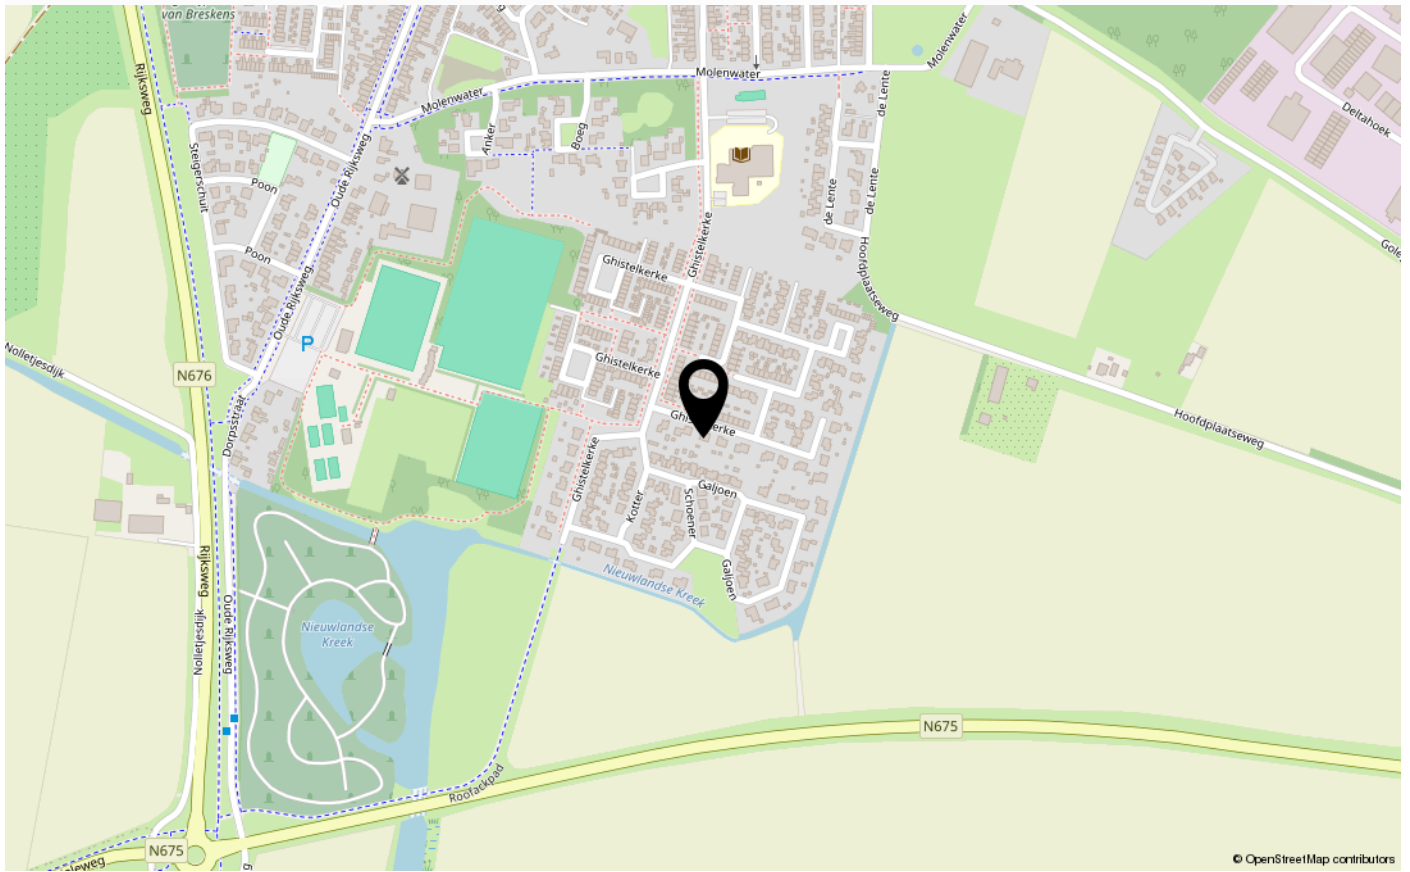 van Breskens
Rijksweg
Molenwater
Molenwater
Molenwater
de Lente
Deltahoek
Anker
Boeg
Steigerschuit
Oude Rijksweg
Poon
Poon
de Lente
de Lente
Ghistelkerke
Ghistelkerke
Hoofdplaatseweg
Oude Rijksweg
P
Nolletjesdijk
N676
Ghistelkerke
Ghistelkerke
Dorpsstraat
Hoofdplaatseweg
Ghistelkerke
Galjoen
Kotter
Schoener
Galjoen
Nieuwlandse Kreek
Rijksweg
Oude Rijksweg
Nolletjesdijk
Nieuwlandse
Kreek
N675
Roofackpad
N675
© OpenStreetMap contributors